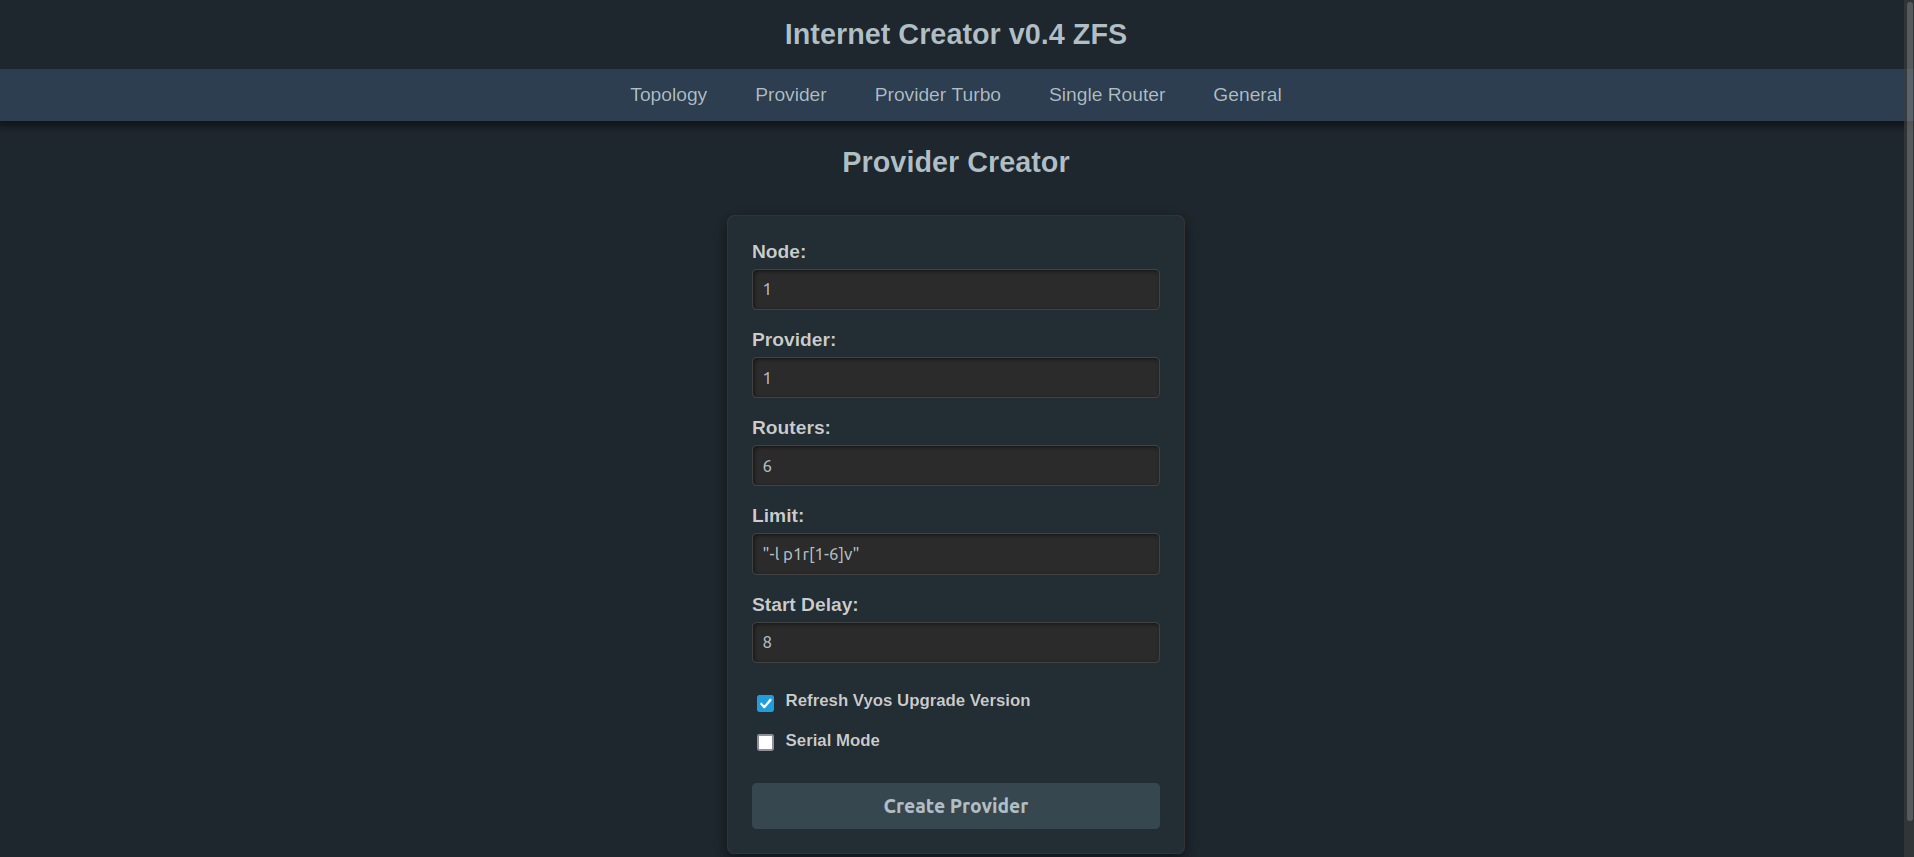 Internet Creator v0.4 ZFS
Topology Provider Provider Turbo Single Router General
Provider Creator
Node:
1
Provider:
1
Routers:
6
Limit:
"-l p1r[1-6]v"
Start Delay:
8
Refresh Vyos Upgrade Version
Serial Mode
Create Provider